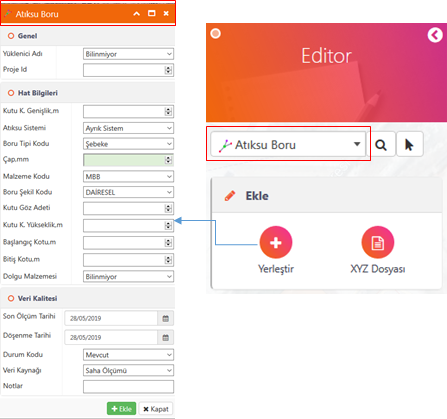 Atıksu Boru
Genel
Yüklenici Adı Bilinmiyor
Proje Id
Hat Bilgileri
Kutu K. Genişlik,m
Atıksu Sistemi Ayrık Sistem
Boru Tipi Kodu Şebeke
Çap,mm
Malzeme Kodu MBB
Boru Şekil Kodu DAİRESEL
Kutu Göz Adeti
Kutu K. Yükseklik,m
Başlangıç Kotu,m
Bitiş Kotu,m
Dolgu Malzemesi Bilinmiyor
Veri Kalitesi
Son Ölçüm Tarihi 28/05/2019
Döşenme Tarihi 28/05/2019
Durum Kodu Mevcut
Veri Kaynağı Saha Ölçümü
Notlar
+ Ekle × Kapat
Editor
Atıksu Boru
Ekle
Yerleştir XYZ Dosyası